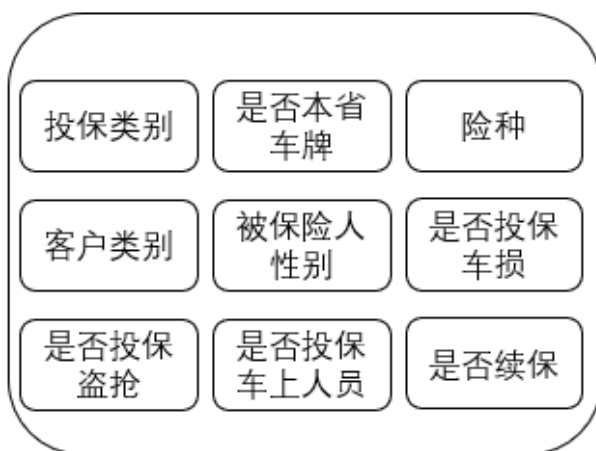 投保类别
是否本省
车牌
险种
客户类别
被保险人
性别
是否投保
车损
是否投保
盗抢
是否投保
车上人员
是否续保